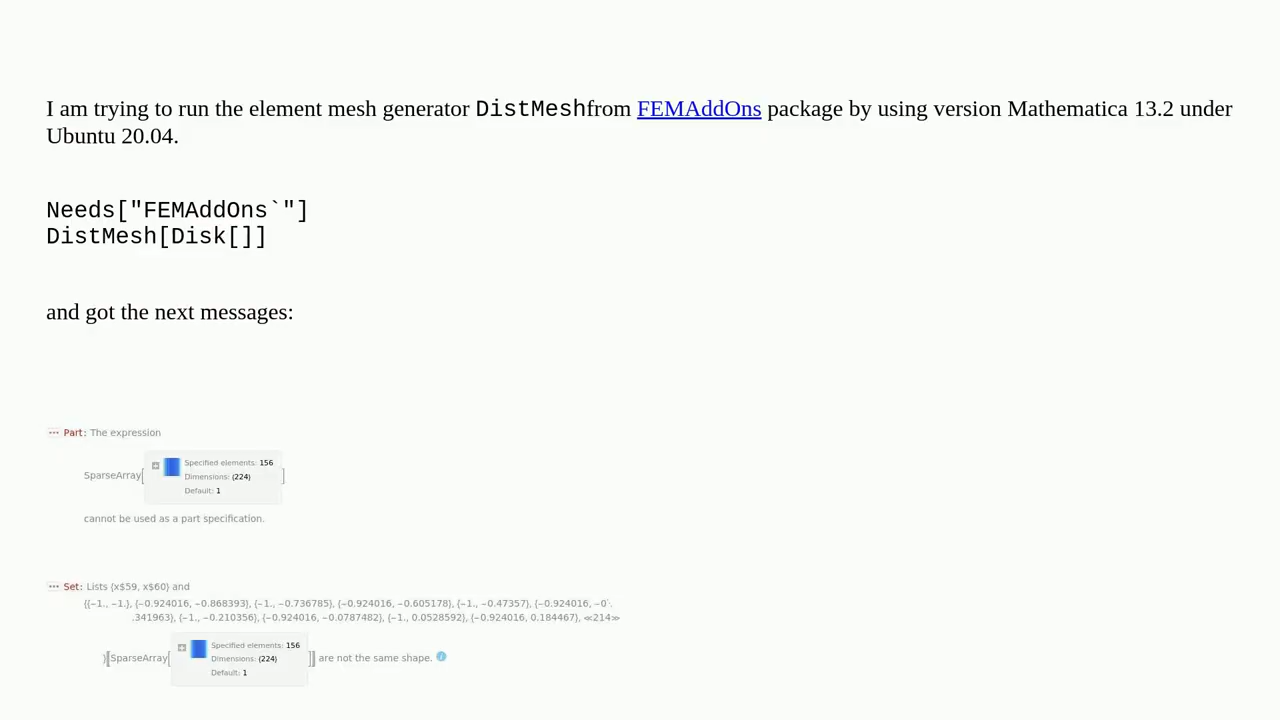 I am trying to run the element mesh generator DistMeshfrom FEMAddOns package by using version Mathematica 13.2 under
Ubuntu 20.04.
Needs["FEMAddOns`"]
DistMesh[Disk[]]
and got the next messages:
Part: The expression
SparseArray[
Specified elements: 156
Dimensions: {224}
Default: 1
]
cannot be used as a part specification.
Set: Lists {x$59, x$60} and
{{−1., −1.}, {−0.924016, −0.868393}, {−1., −0.736785}, {−0.924016, −0.605178}, {−1., −0.47357}, {−0.924016, −0`.
.341963}, {−1., −0.210356}, {−0.924016, −0.0787482}, {−1., 0.0528592}, {−0.924016, 0.184467}, ≪214≫
}⟦SparseArray[
Specified elements: 156
Dimensions: {224}
Default: 1
]⟧ are not the same shape.